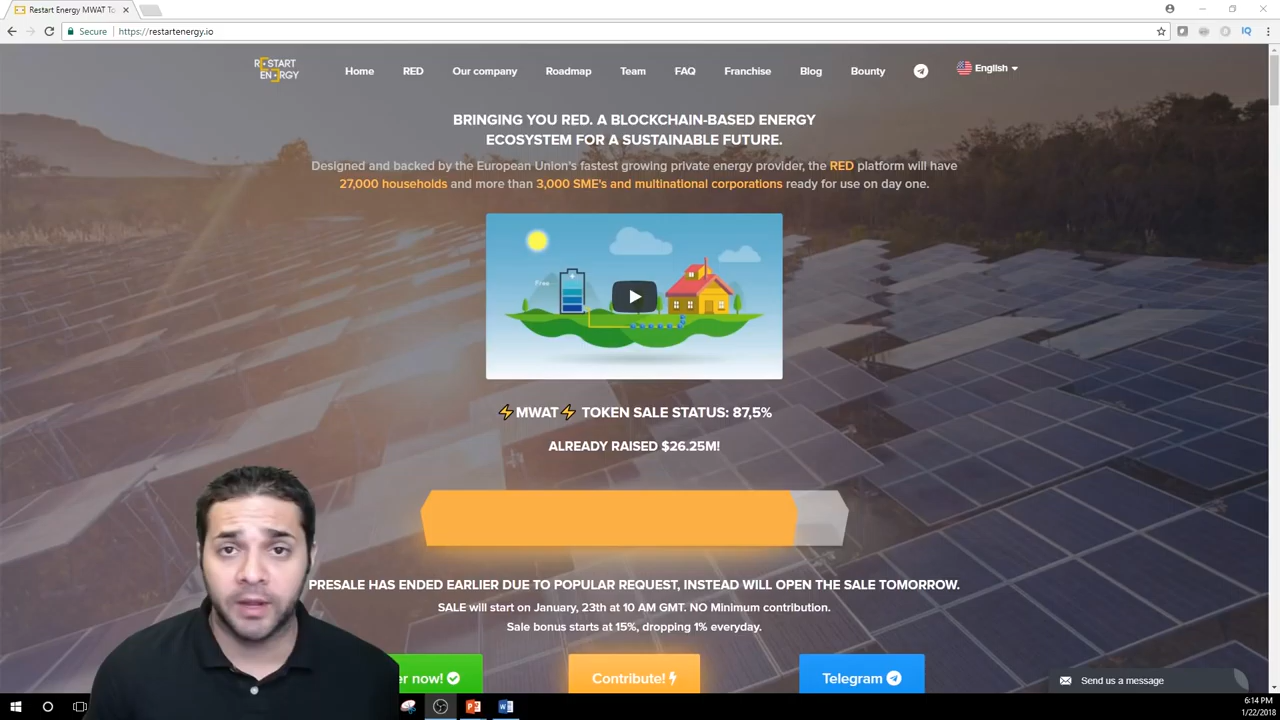 Restart Energy MWAT To
Secure
https://restartenergy.io
RESTART
ENERGY
Home
RED
Our company
Roadmap
Team
FAQ
Franchise
Blog
Bounty
English
BRINGING YOU RED. A BLOCKCHAIN-BASED ENERGY
ECOSYSTEM FOR A SUSTAINABLE FUTURE.
Designed and backed by the European Union's fastest growing private energy provider, the RED platform will have
27,000 households and more than 3,000 SME's and multinational corporations ready for use on day one.
Free
⚡MWAT⚡ TOKEN SALE STATUS: 87,5%
ALREADY RAISED $26.25M!
PRESALE HAS ENDED EARLIER DUE TO POPULAR REQUEST, INSTEAD WILL OPEN THE SALE TOMORROW.
SALE will start on January, 23th at 10 AM GMT. NO Minimum contribution.
Sale bonus starts at 15%, dropping 1% everyday.
er now!
Contribute!
Telegram
Send us a message
6:14 PM
1/22/2018